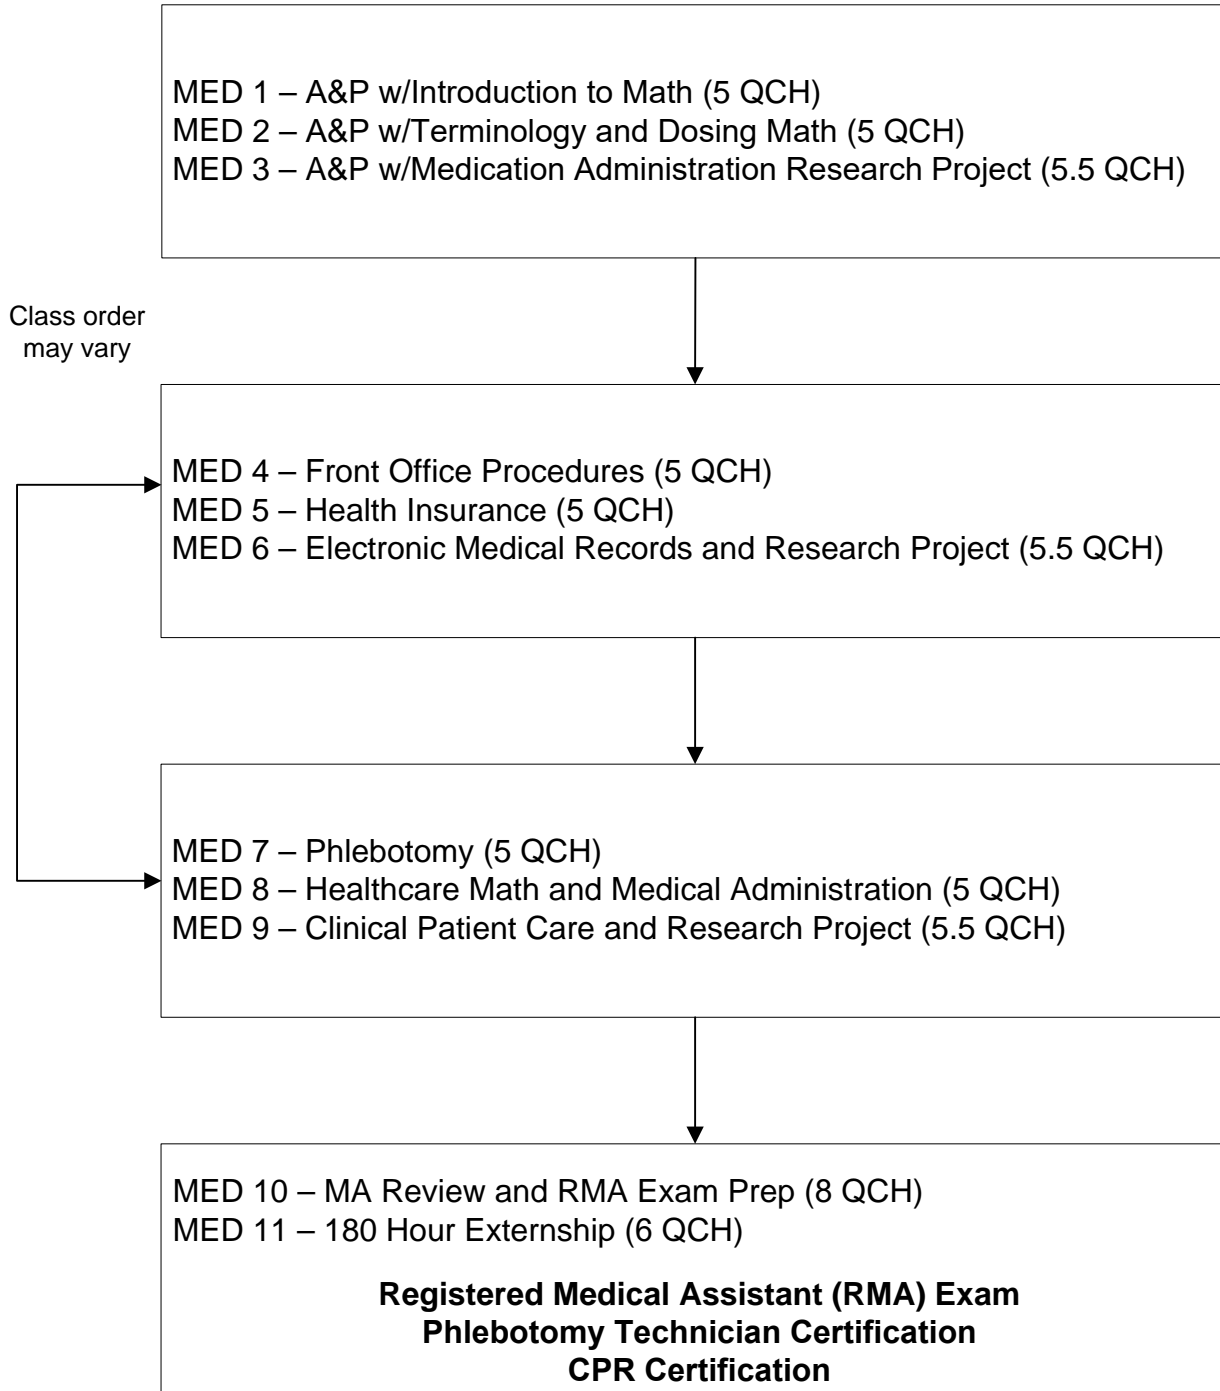 MED 1 – A&P w/Introduction to Math (5 QCH)
MED 2 – A&P w/Terminology and Dosing Math (5 QCH)
MED 3 – A&P w/Medication Administration Research Project (5.5 QCH)
Class order
may vary
MED 4 – Front Office Procedures (5 QCH)
MED 5 – Health Insurance (5 QCH)
MED 6 – Electronic Medical Records and Research Project (5.5 QCH)
MED 7 – Phlebotomy (5 QCH)
MED 8 – Healthcare Math and Medical Administration (5 QCH)
MED 9 – Clinical Patient Care and Research Project (5.5 QCH)
MED 10 – MA Review and RMA Exam Prep (8 QCH)
MED 11 – 180 Hour Externship (6 QCH)
Registered Medical Assistant (RMA) Exam
Phlebotomy Technician Certification
CPR Certification